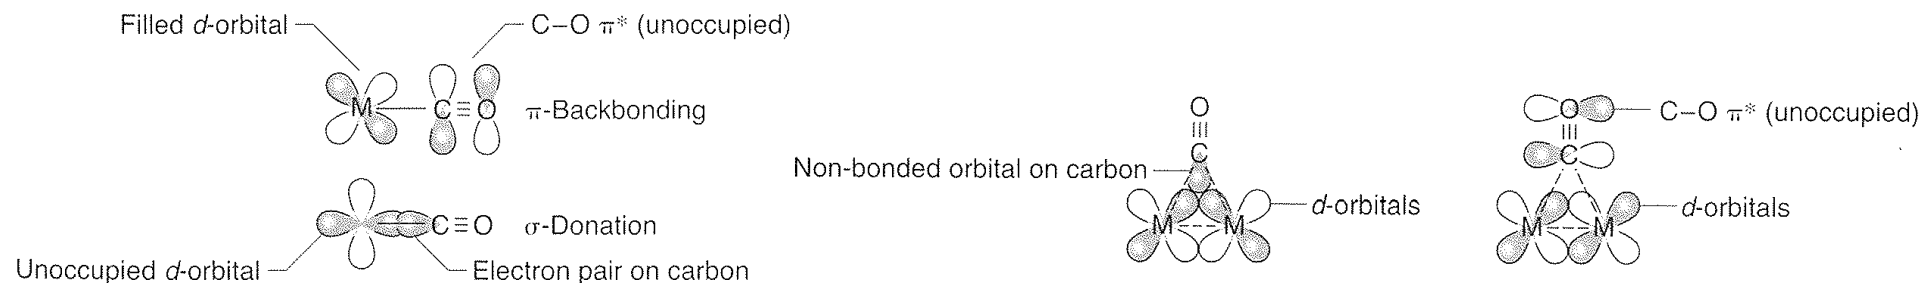 Filled d-orbital
C–O π* (unoccupied)
M C≡O π-Backbonding
C≡O σ-Donation
Unoccupied d-orbital
Electron pair on carbon
O
≡
C
Non-bonded orbital on carbon
M M
d-orbitals
O C–O π* (unoccupied)
≡
C
M M
d-orbitals